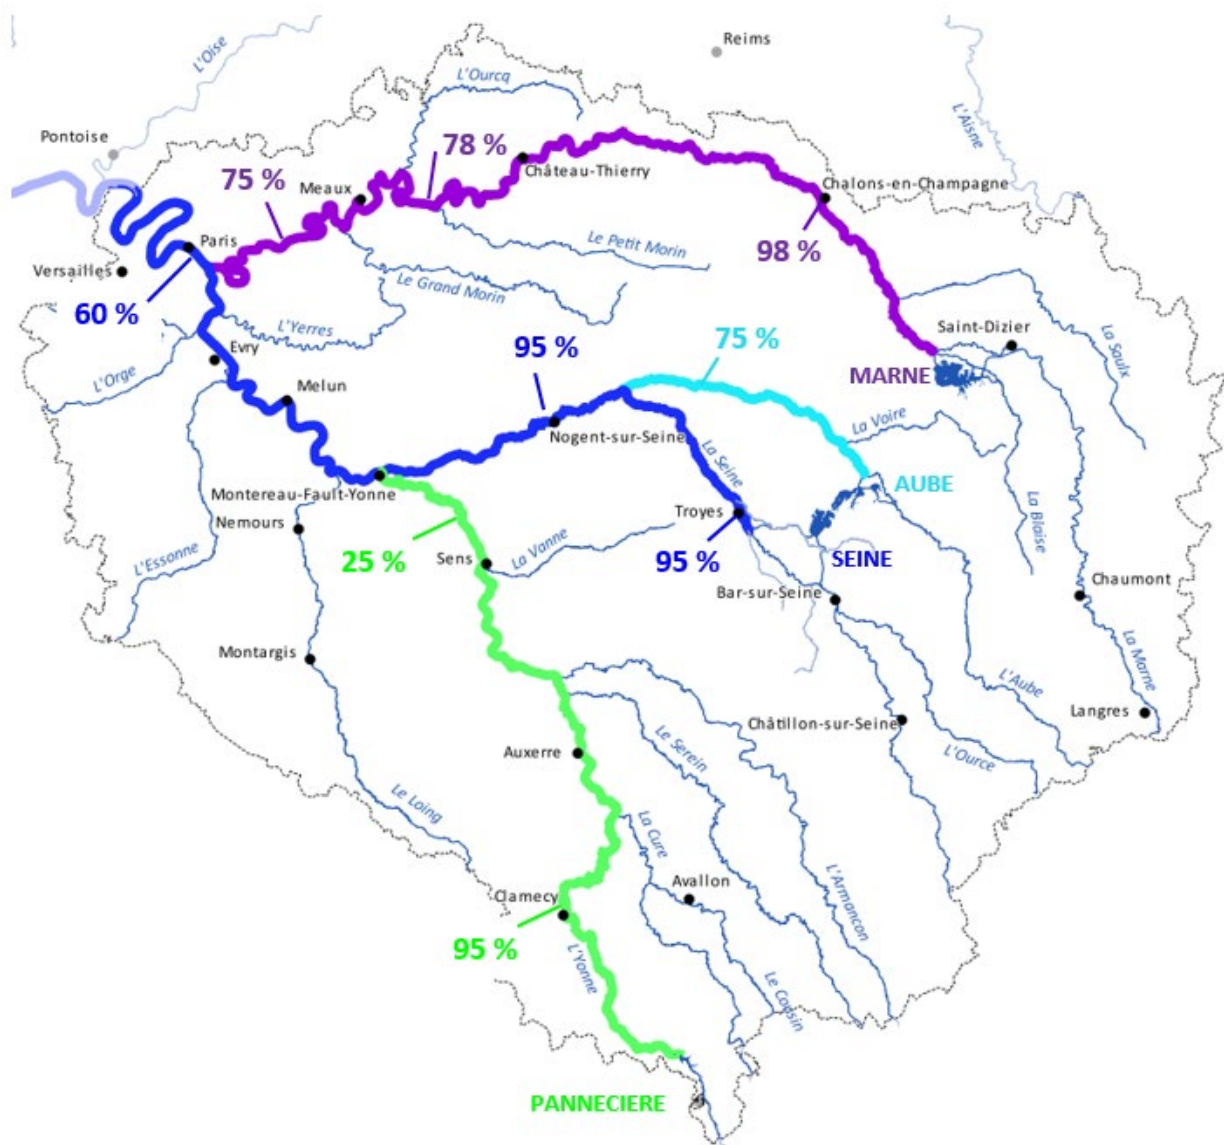 Reims
L'Oise
L'Ourcq
L'Aisne
Pontoise
78 %
Château-Thierry
75 %
Meaux
Chalons-en-Champagne
Paris
Le Petit Morin
98 %
Versailles
Le Grand Morin
60 %
L'Yerres
Saint-Dizier
La Saulx
95 %
75 %
Evry
L'Orge
MARNE
Melun
Nogent-sur-Seine
La Voire
La Seine
AUBE
Montereau-Fault-Yonne
Nemours
Troyes
La Blaise
25 %
Sens
La Vanne
95 %
SEINE
L'Essonne
Bar-sur-Seine
Chaumont
Montargis
La Marne
L'Aube
Langres
Châtillon-sur-Seine
Auxerre
Le Serein
L'Ource
Le Loing
La Cure
Avallon
L'Armancon
Clamecy
95 %
L'Yonne
Le Cousin
PANNECIERE